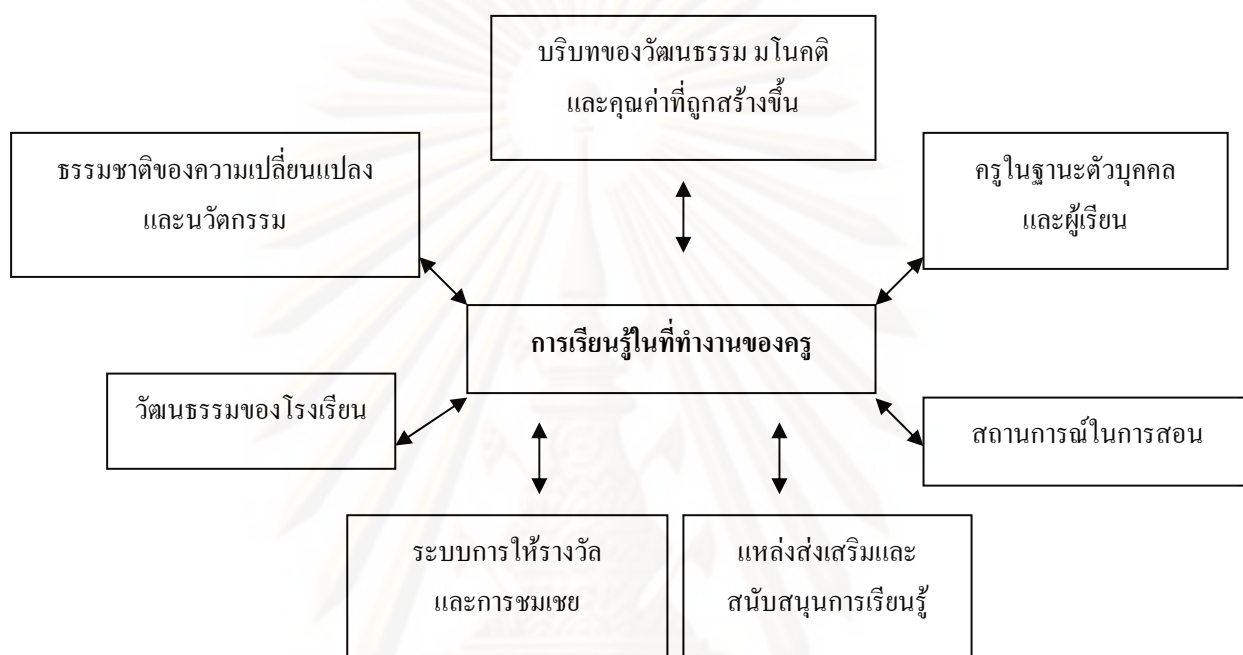 บริบทของวัฒนธรรม มโนคติ
และคุณค่าที่ถูกสร้างขึ้น
ธรรมชาติของความเปลี่ยนแปลง
และนวัตกรรม
ครูในฐานะตัวบุคคล
และผู้เรียน
การเรียนรู้ในที่ทำงานของครู
วัฒนธรรมของโรงเรียน
สถานการณ์ในการสอน
ระบบการให้รางวัล
และการชมเชย
แหล่งส่งเสริมและ
สนับสนุนการเรียนรู้